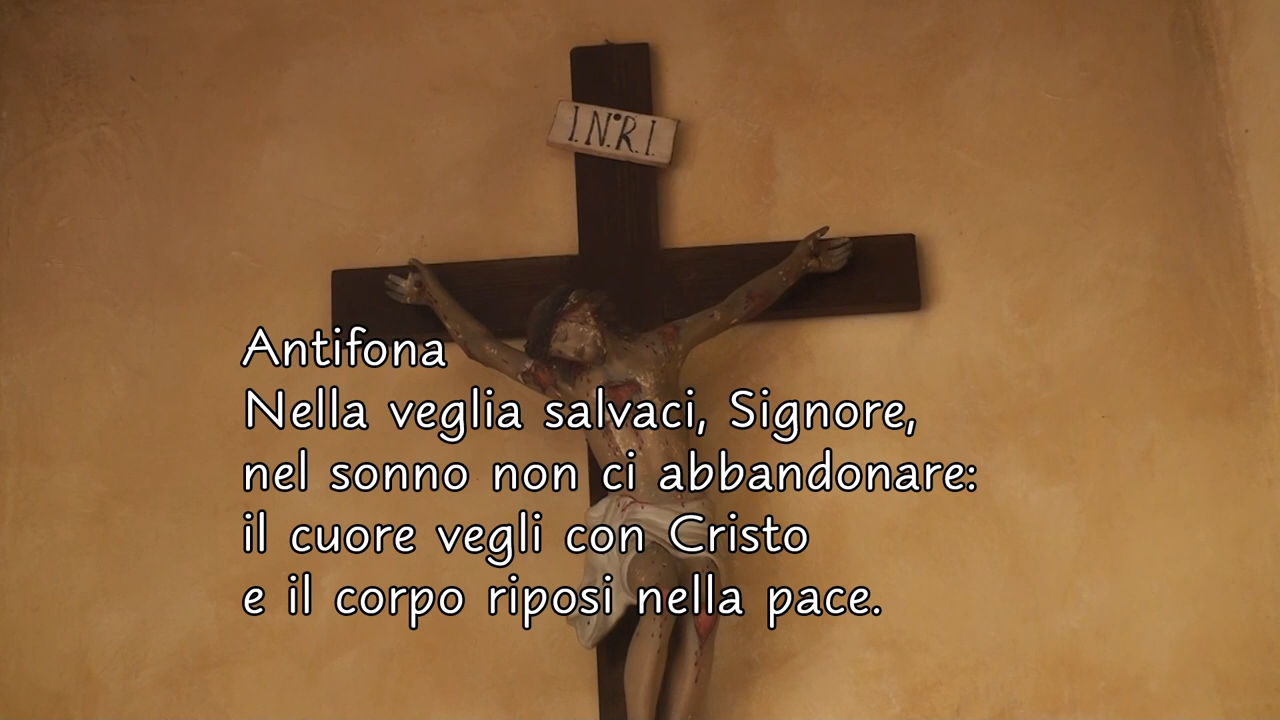 I.N.R.I.
Antifona
Nella veglia salvaci, Signore,
nel sonno non ci abbandonare:
il cuore vegli con Cristo
e il corpo riposi nella pace.